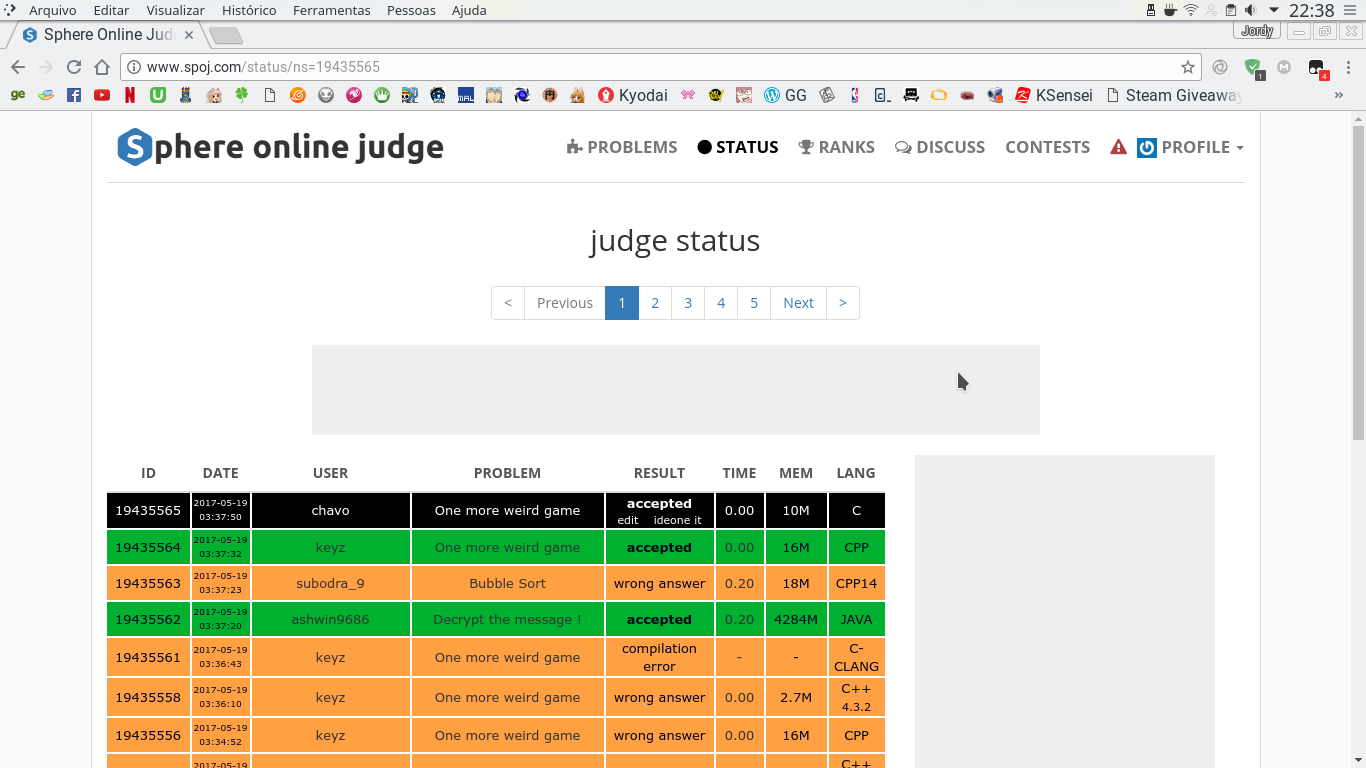 Arquivo Editar Visualizar Histórico Ferramentas Pessoas Ajuda 22:38
Sphere Online Jud Jordy
www.spoj.com/status/ns=19435565 1 4
ge Kyodai MAL GG KSensei Steam Giveaway »
Sphere online judge PROBLEMS STATUS RANKS DISCUSS CONTESTS PROFILE
judge status
< Previous 1 2 3 4 5 Next >
ID DATE USER PROBLEM RESULT TIME MEM LANG
19435565 2017-05-19 03:37:50 chavo One more weird game accepted edit ideone it 0.00 10M C
19435564 2017-05-19 03:37:32 keyz One more weird game accepted 0.00 16M CPP
19435563 2017-05-19 03:37:23 subodra_9 Bubble Sort wrong answer 0.20 18M CPP14
19435562 2017-05-19 03:37:20 ashwin9686 Decrypt the message ! accepted 0.20 4284M JAVA
19435561 2017-05-19 03:36:43 keyz One more weird game compilation error - - C-CLANG
19435558 2017-05-19 03:36:10 keyz One more weird game wrong answer 0.00 2.7M C++ 4.3.2
19435556 2017-05-19 03:34:52 keyz One more weird game wrong answer 0.00 16M CPP
2017-05-19 C++